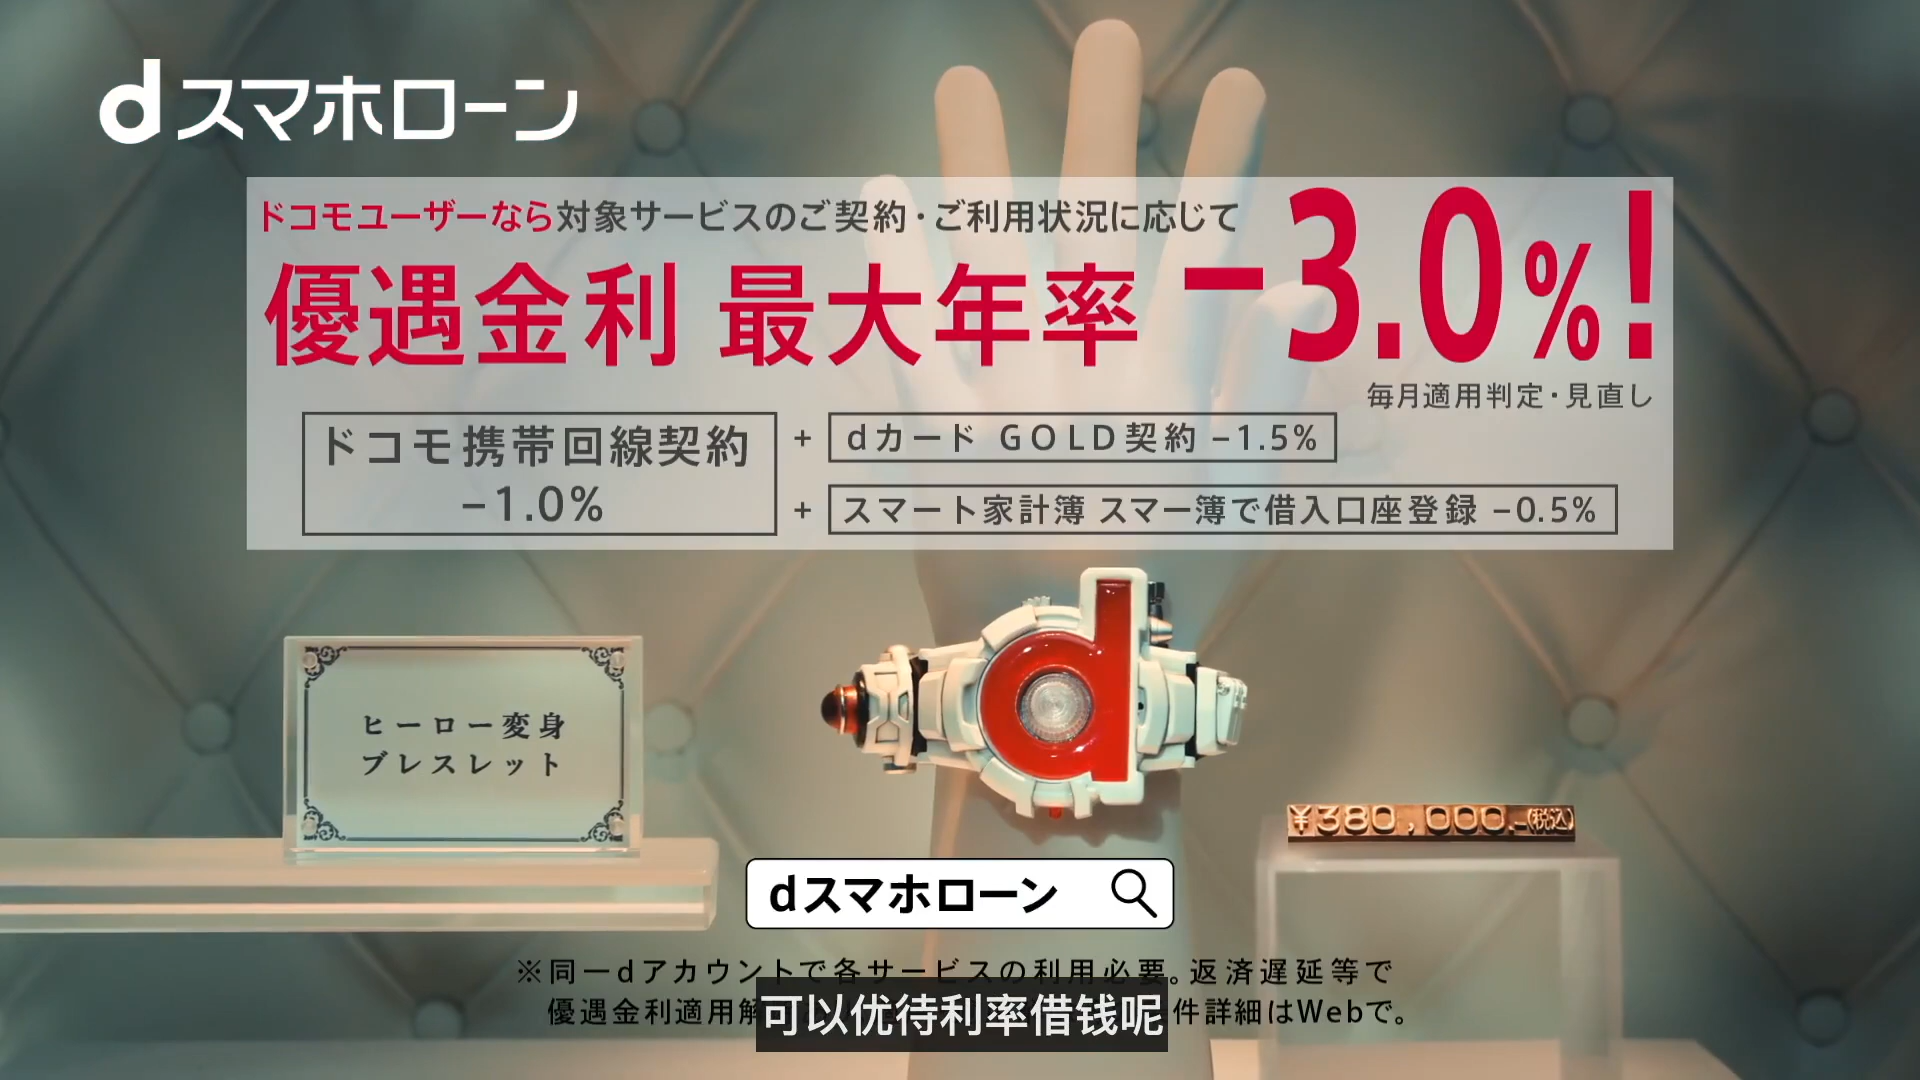 dスマホローン
ドコモユーザーなら対象サービスのご契約・ご利用状況に応じて
優遇金利 最大年率 -3.0%!
毎月適用判定・見直し
ドコモ携帯回線契約
-1.0%
+ dカード GOLD契約 -1.5%
+ スマート家計簿 スマー簿で借入口座登録 -0.5%
ヒーロー変身
ブレスレット
¥380,000.-(税込)
dスマホローン
※同一dアカウントで各サービスの利用必要。返済遅延等で
優遇金利適用解
件詳細はWebで。
可以优待利率借钱呢